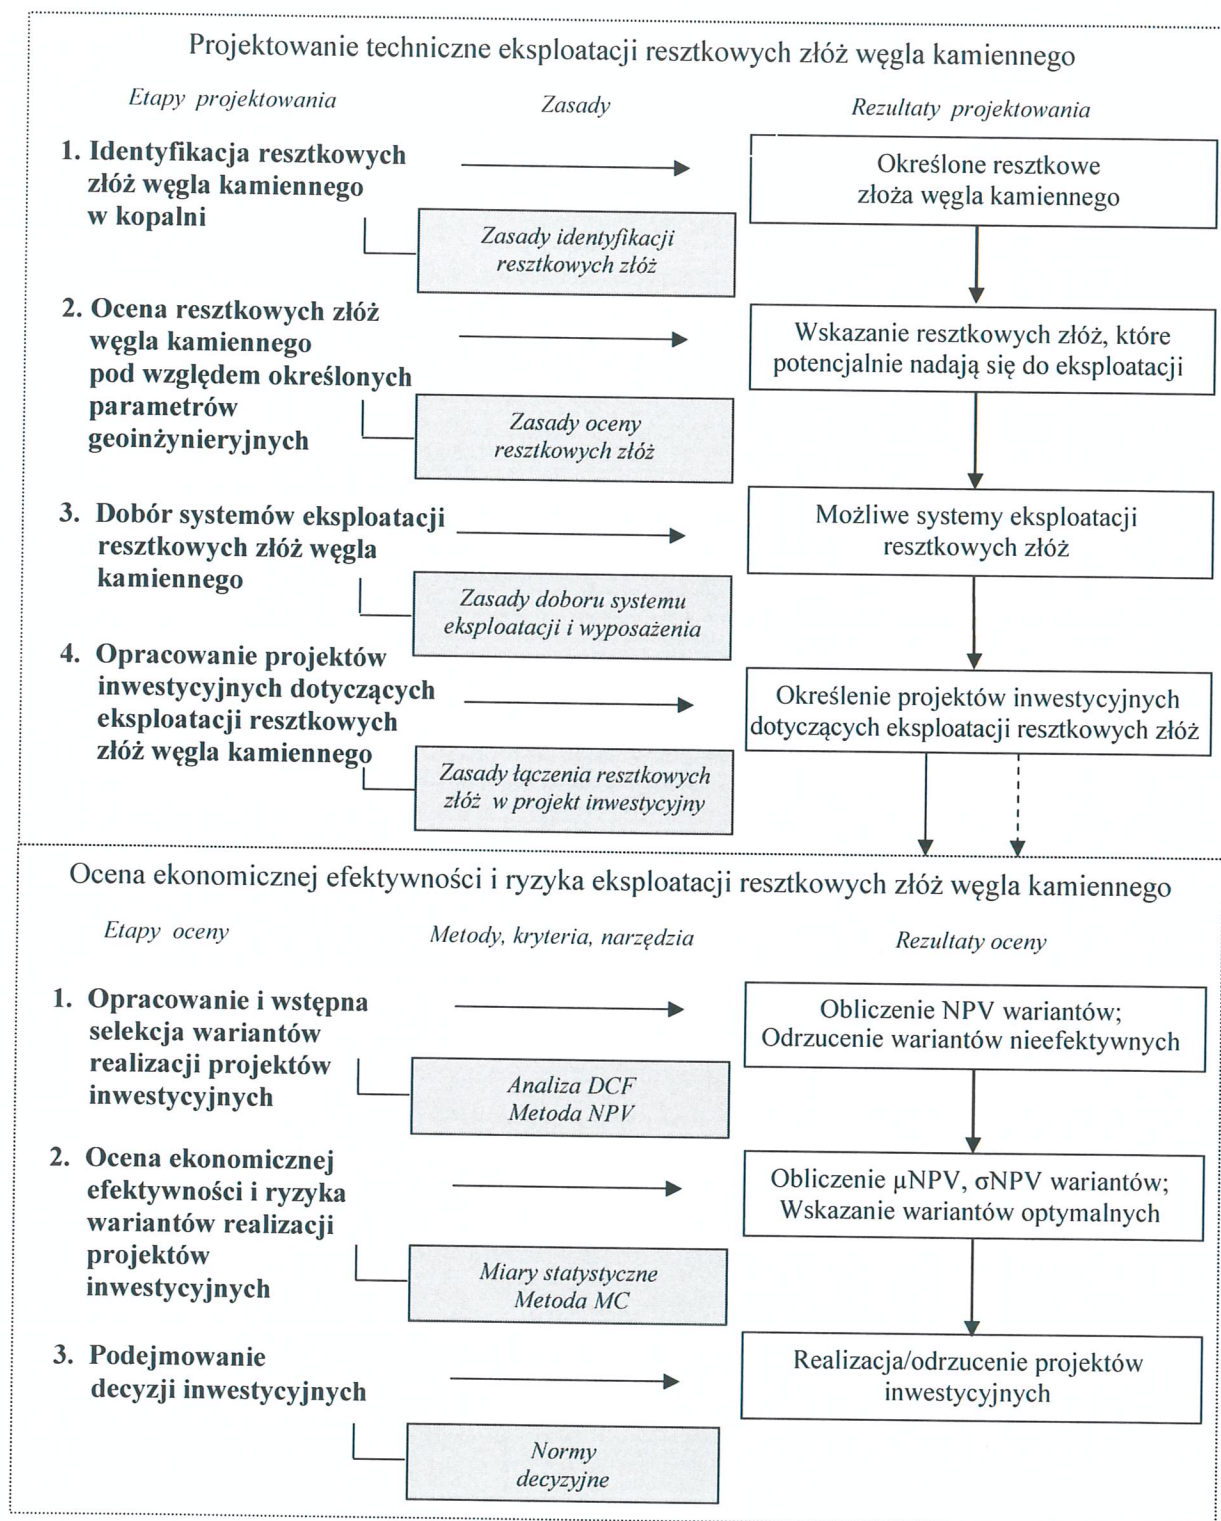 Projektowanie techniczne eksploatacji resztkowych złóż węgla kamiennego
Etapy projektowania
Zasady
Rezultaty projektowania
1. Identyfikacja resztkowych
złóż węgla kamiennego
w kopalni
Zasady identyfikacji
resztkowych złóż
Określone resztkowe
złoża węgla kamiennego
2. Ocena resztkowych złóż
węgla kamiennego
pod względem określonych
parametrów
geoinżynieryjnych
Zasady oceny
resztkowych złóż
Wskazanie resztkowych złóż, które
potencjalnie nadają się do eksploatacji
3. Dobór systemów eksploatacji
resztkowych złóż węgla
kamiennego
Zasady doboru systemu
eksploatacji i wyposażenia
Możliwe systemy eksploatacji
resztkowych złóż
4. Opracowanie projektów
inwestycyjnych dotyczących
eksploatacji resztkowych
złóż węgla kamiennego
Zasady łączenia resztkowych
złóż w projekt inwestycyjny
Określenie projektów inwestycyjnych
dotyczących eksploatacji resztkowych złóż
Ocena ekonomicznej efektywności i ryzyka eksploatacji resztkowych złóż węgla kamiennego
Etapy oceny
Metody, kryteria, narzędzia
Rezultaty oceny
1. Opracowanie i wstępna
selekcja wariantów
realizacji projektów
inwestycyjnych
Analiza DCF
Metoda NPV
Obliczenie NPV wariantów;
Odrzucenie wariantów nieefektywnych
2. Ocena ekonomicznej
efektywności i ryzyka
wariantów realizacji
projektów
inwestycyjnych
Miary statystyczne
Metoda MC
Obliczenie μNPV, σNPV wariantów;
Wskazanie wariantów optymalnych
3. Podejmowanie
decyzji inwestycyjnych
Normy
decyzyjne
Realizacja/odrzucenie projektów
inwestycyjnych